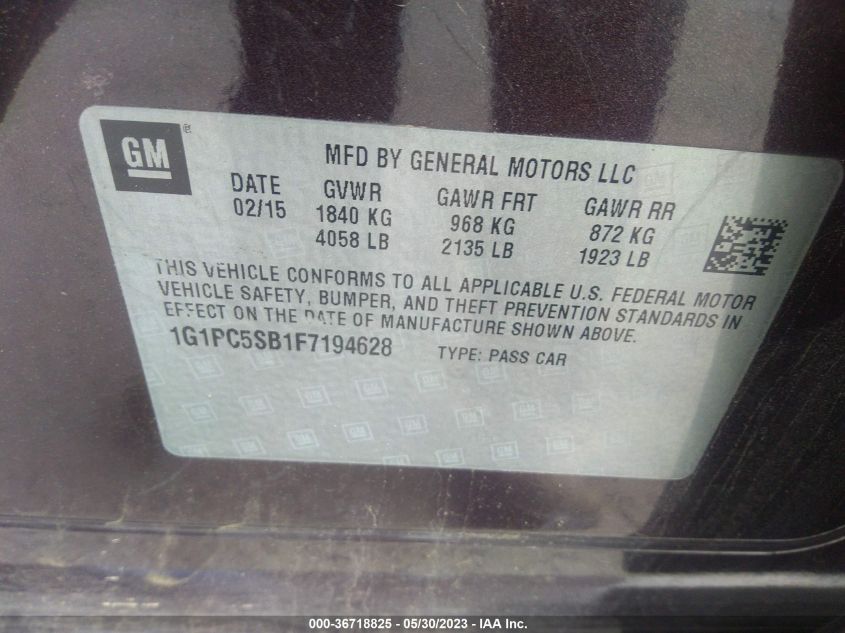 GM ®
MFD BY GENERAL MOTORS LLC
DATE GVWR GAWR FRT GAWR RR
02/15 1840 KG 968 KG 872 KG
4058 LB 2135 LB 1923 LB
THIS VEHICLE CONFORMS TO ALL APPLICABLE U.S. FEDERAL MOTOR
VEHICLE SAFETY, BUMPER, AND THEFT PREVENTION STANDARDS IN
EFFECT ON THE DATE OF MANUFACTURE SHOWN ABOVE.
1G1PC5SB1F7194628 TYPE: PASS CAR
000-36718825 - 05/30/2023 - IAA Inc.